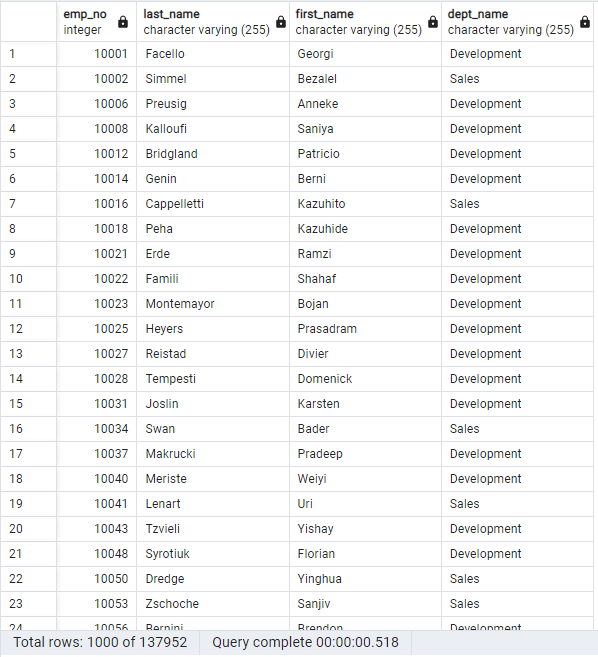 emp_no last_name first_name dept_name
integer character varying (255) character varying (255) character varying (255)
1 10001 Facello Georgi Development
2 10002 Simmel Bezalel Sales
3 10006 Preusig Anneke Development
4 10008 Kalloufi Saniya Development
5 10012 Bridgland Patricio Development
6 10014 Genin Berni Development
7 10016 Cappelletti Kazuhito Sales
8 10018 Peha Kazuhide Development
9 10021 Erde Ramzi Development
10 10022 Famili Shahaf Development
11 10023 Montemayor Bojan Development
12 10025 Heyers Prasadram Development
13 10027 Reistad Divier Development
14 10028 Tempesti Domenick Development
15 10031 Joslin Karsten Development
16 10034 Swan Bader Sales
17 10037 Makrucki Pradeep Development
18 10040 Meriste Weiyi Development
19 10041 Lenart Uri Sales
20 10043 Tzvieli Yishay Development
21 10048 Syrotiuk Florian Development
22 10050 Dredge Yinghua Sales
23 10053 Zschoche Sanjiv Sales
24 10056 Bernini Brendon Development
Total rows: 1000 of 137952 Query complete 00:00:00.518